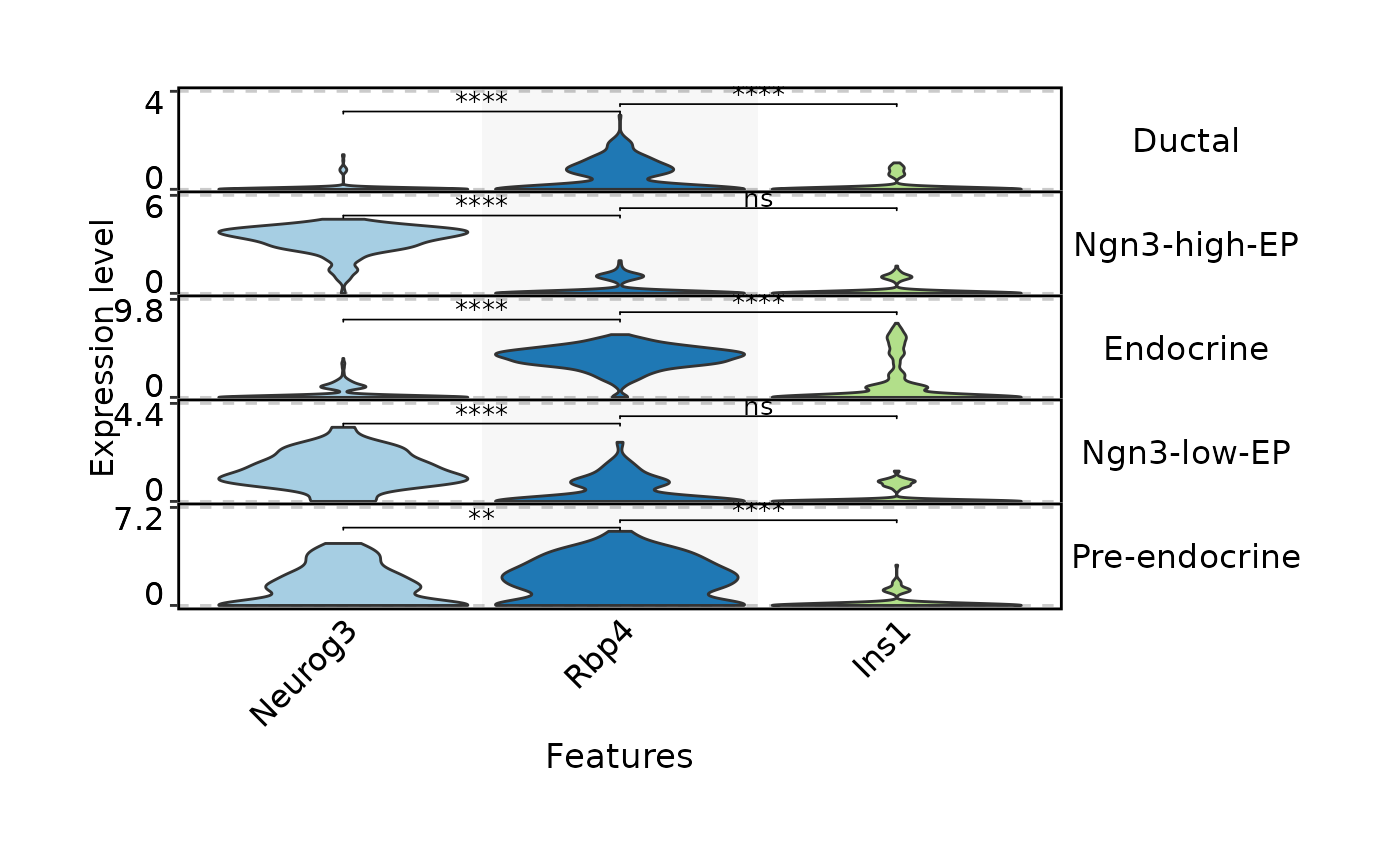 Expression level
4
0
**** ****
Ductal
6
0
**** ns
Ngn3-high-EP
9.8
0
**** ****
Endocrine
4.4
0
**** ns
Ngn3-low-EP
7.2
0
** ****
Pre-endocrine
Neurog3 Rbp4 Ins1
Features